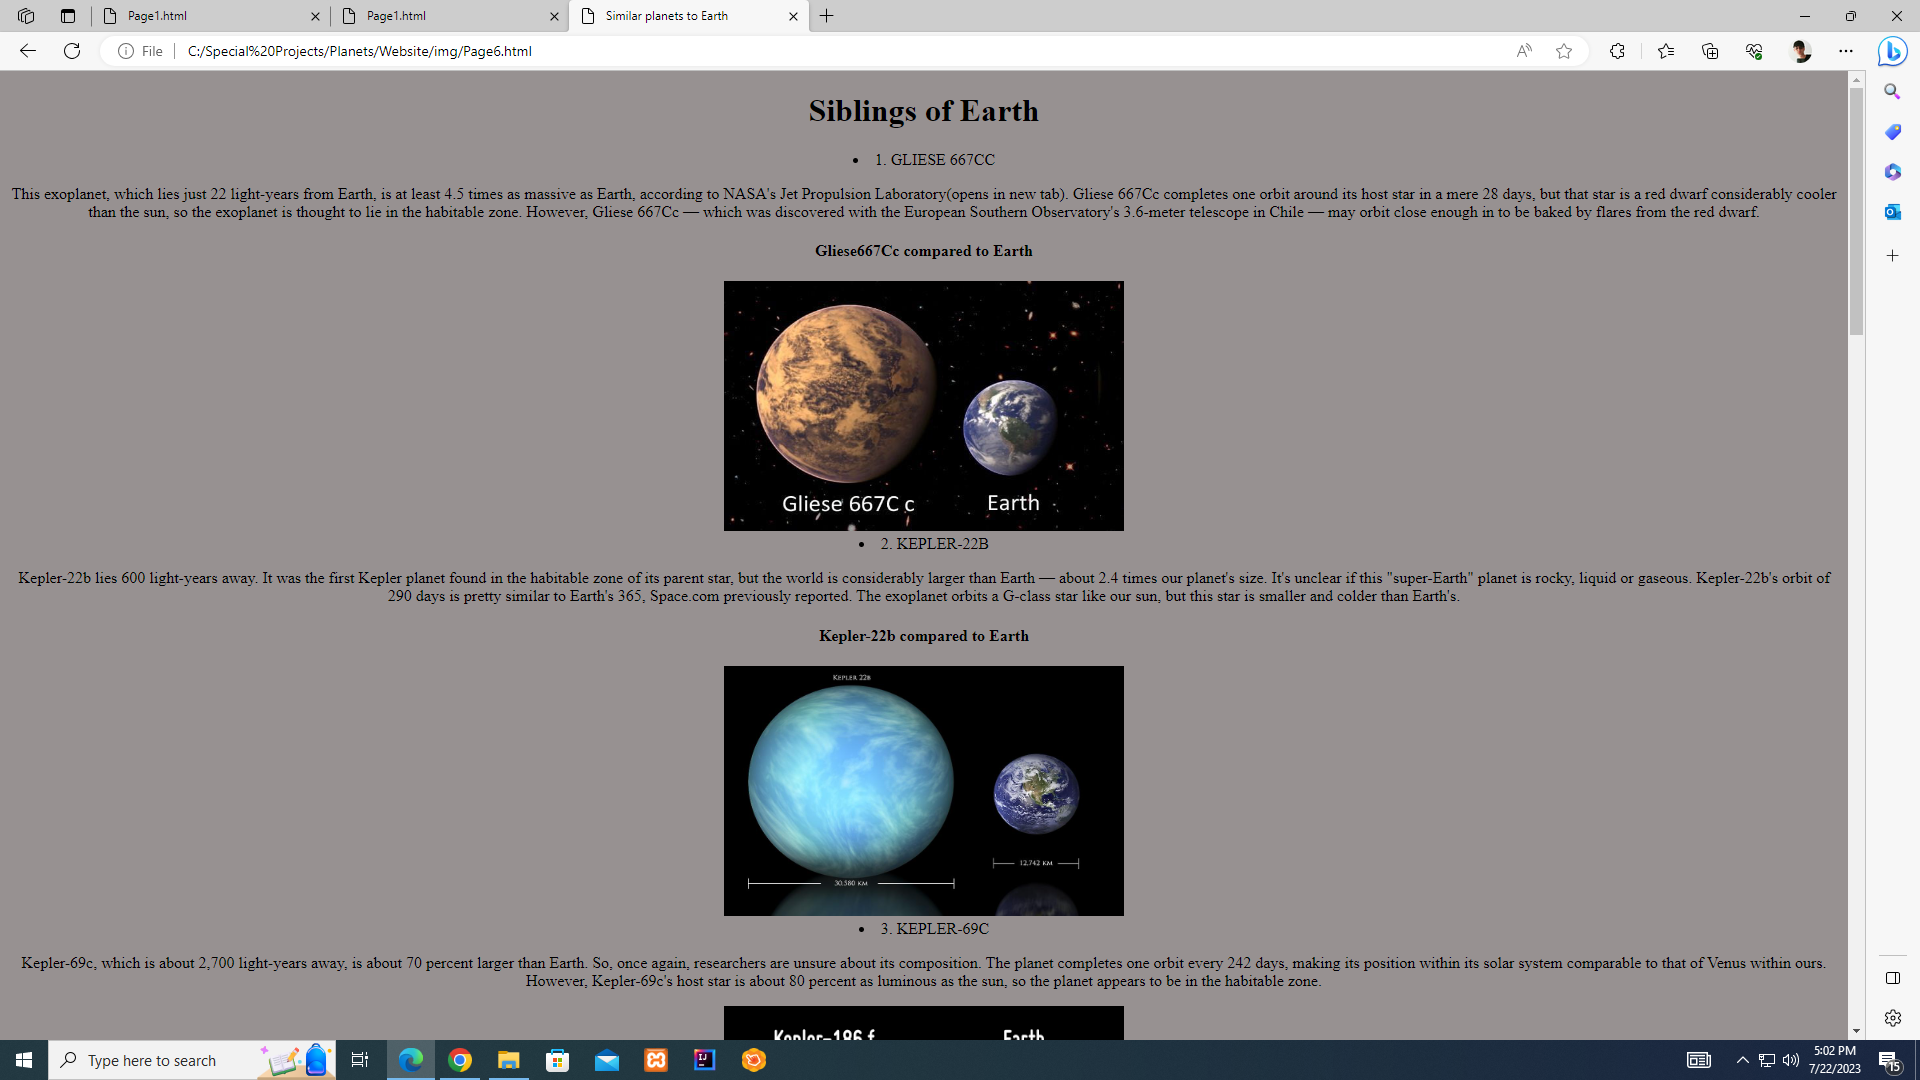 Page1.html
Page1.html
Similar planets to Earth
File
C:/Special%20Projects/Planets/Website/img/Page6.html
Siblings of Earth
• 1. GLIESE 667CC
This exoplanet, which lies just 22 light-years from Earth, is at least 4.5 times as massive as Earth, according to NASA's Jet Propulsion Laboratory(opens in new tab). Gliese 667Cc completes one orbit around its host star in a mere 28 days, but that star is a red dwarf considerably cooler
than the sun, so the exoplanet is thought to lie in the habitable zone. However, Gliese 667Cc — which was discovered with the European Southern Observatory's 3.6-meter telescope in Chile — may orbit close enough in to be baked by flares from the red dwarf.
Gliese667Cc compared to Earth
Gliese 667C c
Earth
• 2. KEPLER-22B
Kepler-22b lies 600 light-years away. It was the first Kepler planet found in the habitable zone of its parent star, but the world is considerably larger than Earth — about 2.4 times our planet's size. It's unclear if this "super-Earth" planet is rocky, liquid or gaseous. Kepler-22b's orbit of
290 days is pretty similar to Earth's 365, Space.com previously reported. The exoplanet orbits a G-class star like our sun, but this star is smaller and colder than Earth's.
Kepler-22b compared to Earth
KEPLER 22B
12,742 KM
30,580 KM
• 3. KEPLER-69C
Kepler-69c, which is about 2,700 light-years away, is about 70 percent larger than Earth. So, once again, researchers are unsure about its composition. The planet completes one orbit every 242 days, making its position within its solar system comparable to that of Venus within ours.
However, Kepler-69c's host star is about 80 percent as luminous as the sun, so the planet appears to be in the habitable zone.
Kepler-186 f
Earth
Type here to search
5:02 PM
7/22/2023
15